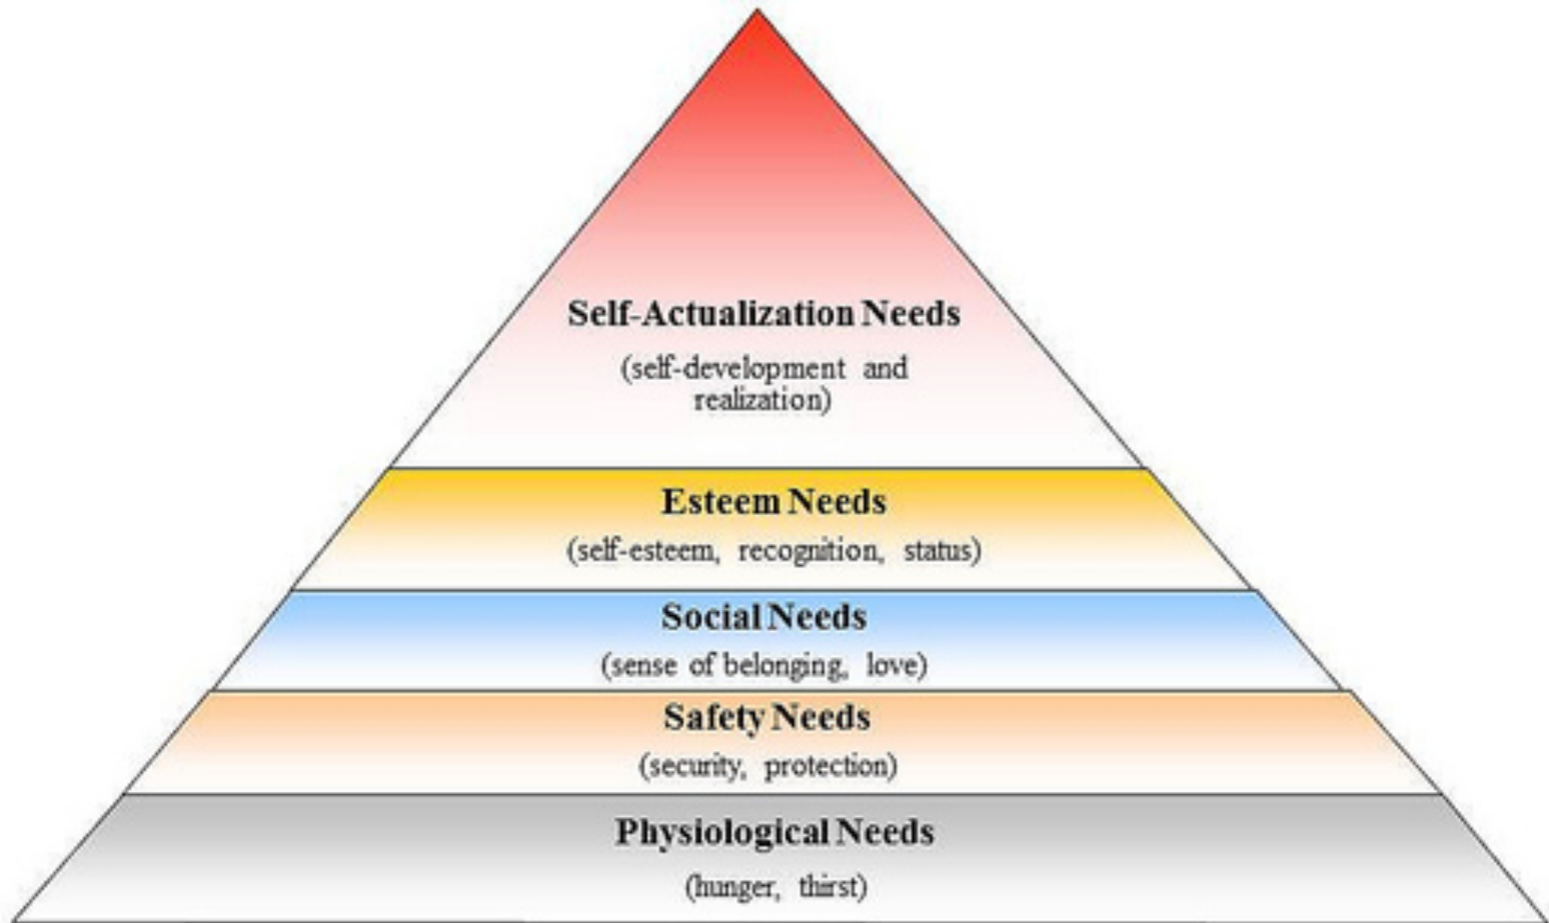 Self-Actualization Needs
(self-development and
realization)
Esteem Needs
(self-esteem, recognition, status)
Social Needs
(sense of belonging, love)
Safety Needs
(security, protection)
Physiological Needs
(hunger, thirst)